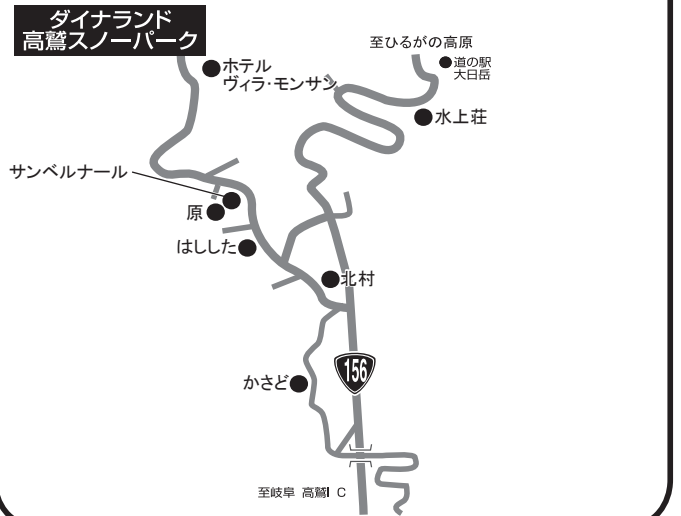 ダイナランド
高鷲スノーパーク
至ひるがの高原
道の駅
大日岳
ホテル
ヴィラ・モンサン
水上荘
サンベルナール
原
はししした
北村
156
かさど
至岐阜 高鷲I C